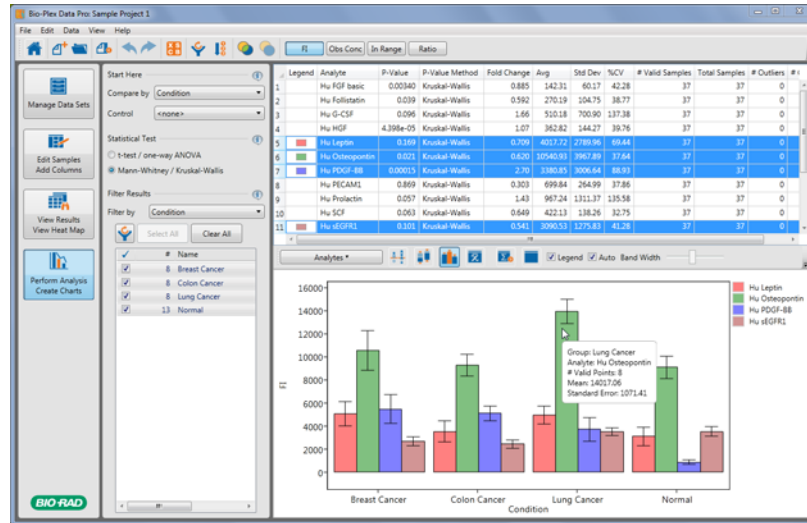 Bio-Plex Data Pro: Sample Project 1
File Edit Data View Help
FI Obs Conc In Range Ratio
Manage Data Sets
Edit Samples
Add Columns
View Results
View Heat Map
Perform Analysis
Create Charts
BIO-RAD
Start Here
Compare by Condition
Control <none>
Statistical Test
t-test / one-way ANOVA
Mann-Whitney / Kruskal-Wallis
Filter Results
Filter by Condition
Select All Clear All
# Name
8 Breast Cancer
8 Colon Cancer
8 Lung Cancer
13 Normal
Legend Analyte P-Value P-Value Method Fold Change Avg Std Dev %CV # Valid Samples Total Samples # Outliers
1 Hu FGF basic 0.00340 Kruskal-Wallis 0.885 142.31 60.17 42.28 37 37 0
2 Hu Follistatin 0.039 Kruskal-Wallis 0.592 270.19 104.75 38.77 37 37 0
3 Hu G-CSF 0.096 Kruskal-Wallis 1.66 510.18 700.90 137.38 37 37 0
4 Hu HGF 4.398e-05 Kruskal-Wallis 1.07 362.82 144.27 39.76 37 37 0
5 Hu Leptin 0.169 Kruskal-Wallis 0.709 4017.72 2789.96 69.44 37 37 0
6 Hu Osteopontin 0.021 Kruskal-Wallis 0.620 10540.93 3967.89 37.64 37 37 0
7 Hu PDGF-BB 0.00015 Kruskal-Wallis 2.70 3380.85 3006.64 88.93 37 37 0
8 Hu PECAM1 0.869 Kruskal-Wallis 0.303 699.84 264.99 37.86 37 37 0
9 Hu Prolactin 0.057 Kruskal-Wallis 1.43 967.24 1311.37 135.58 37 37 0
10 Hu SCF 0.063 Kruskal-Wallis 0.649 422.13 138.26 32.75 37 37 0
11 Hu sEGFR1 0.101 Kruskal-Wallis 0.541 3090.53 1275.83 41.28 37 37 0
Analytes Legend Auto Band Width
16000
14000
12000
10000
8000
6000
4000
2000
0
FI
Group: Lung Cancer
Analyte: Hu Osteopontin
# Valid Points: 8
Mean: 14017.06
Standard Error: 1071.41
Hu Leptin
Hu Osteopontin
Hu PDGF-BB
Hu sEGFR1
Breast Cancer Colon Cancer Lung Cancer Normal
Condition